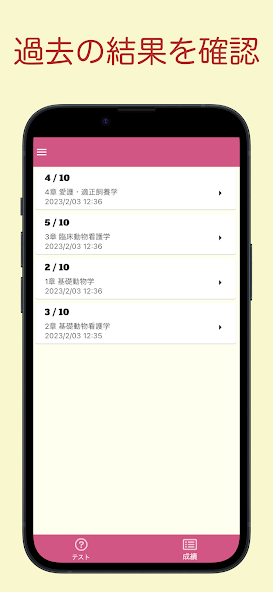 過去の結果を確認
4 / 10
4章 愛護・適正飼養学
2023/2/03 12:36
5 / 10
3章 臨床動物看護学
2023/2/03 12:36
2 / 10
1章 基礎動物学
2023/2/03 12:36
3 / 10
2章 基礎動物看護学
2023/2/03 12:35
テスト
成績